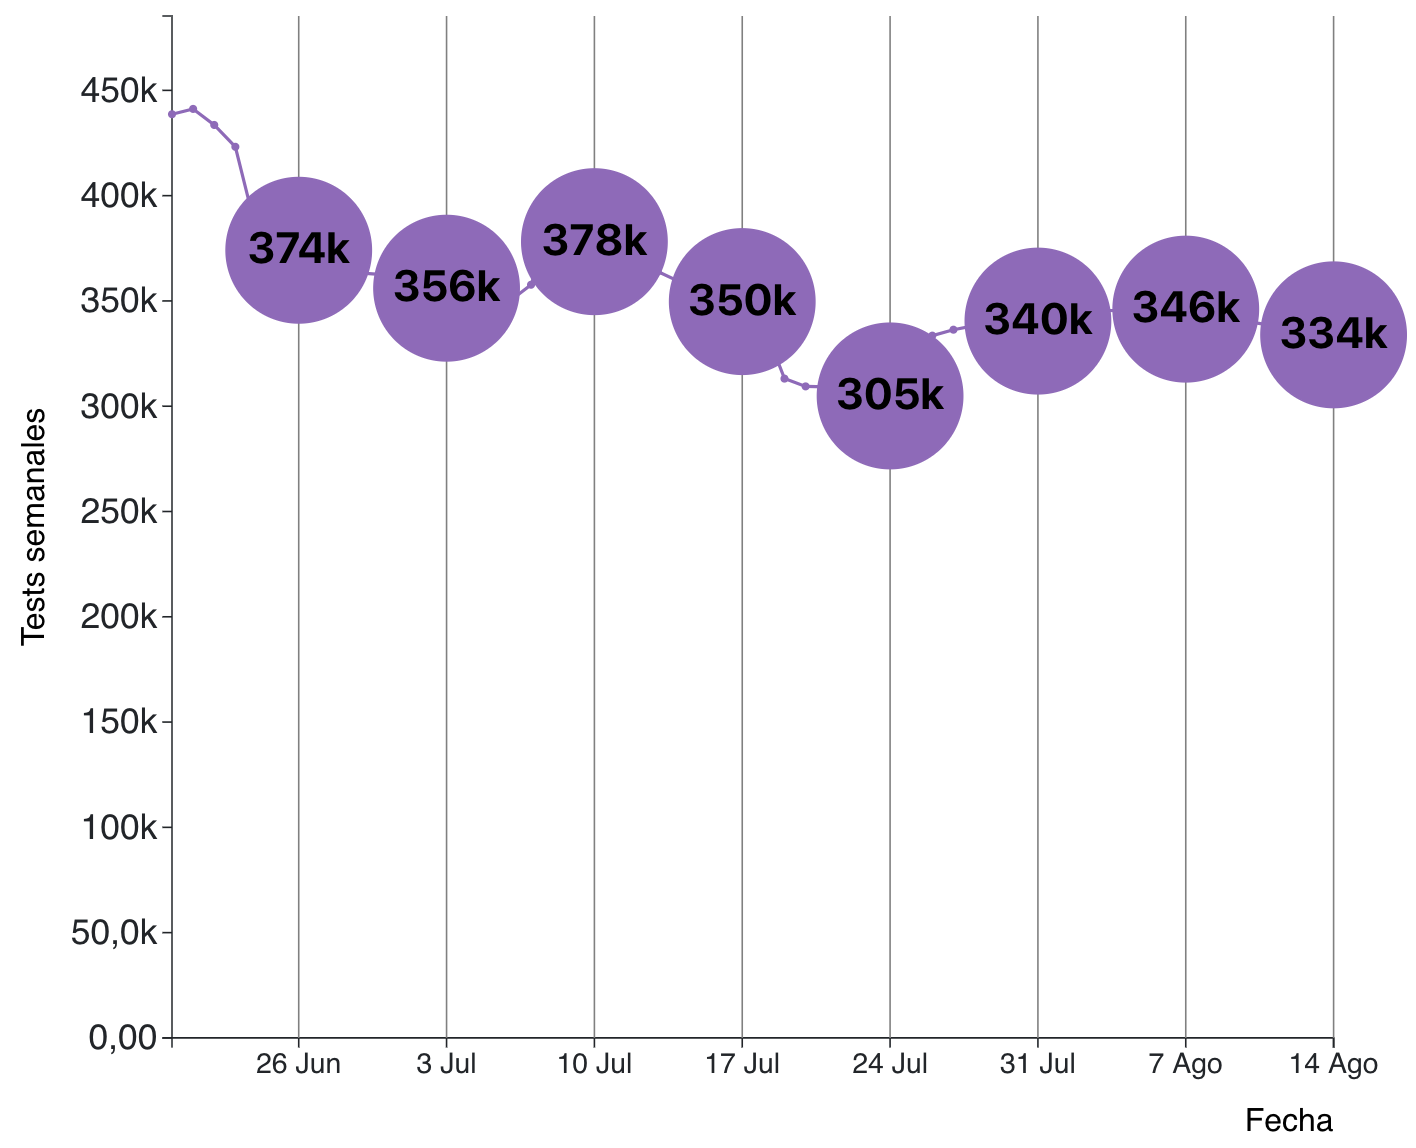 450k
400k
350k
300k
250k
200k
150k
100k
50,0k
0,00
Tests semanales
374k
356k
378k
350k
305k
340k
346k
334k
26 Jun
3 Jul
10 Jul
17 Jul
24 Jul
31 Jul
7 Ago
14 Ago
Fecha